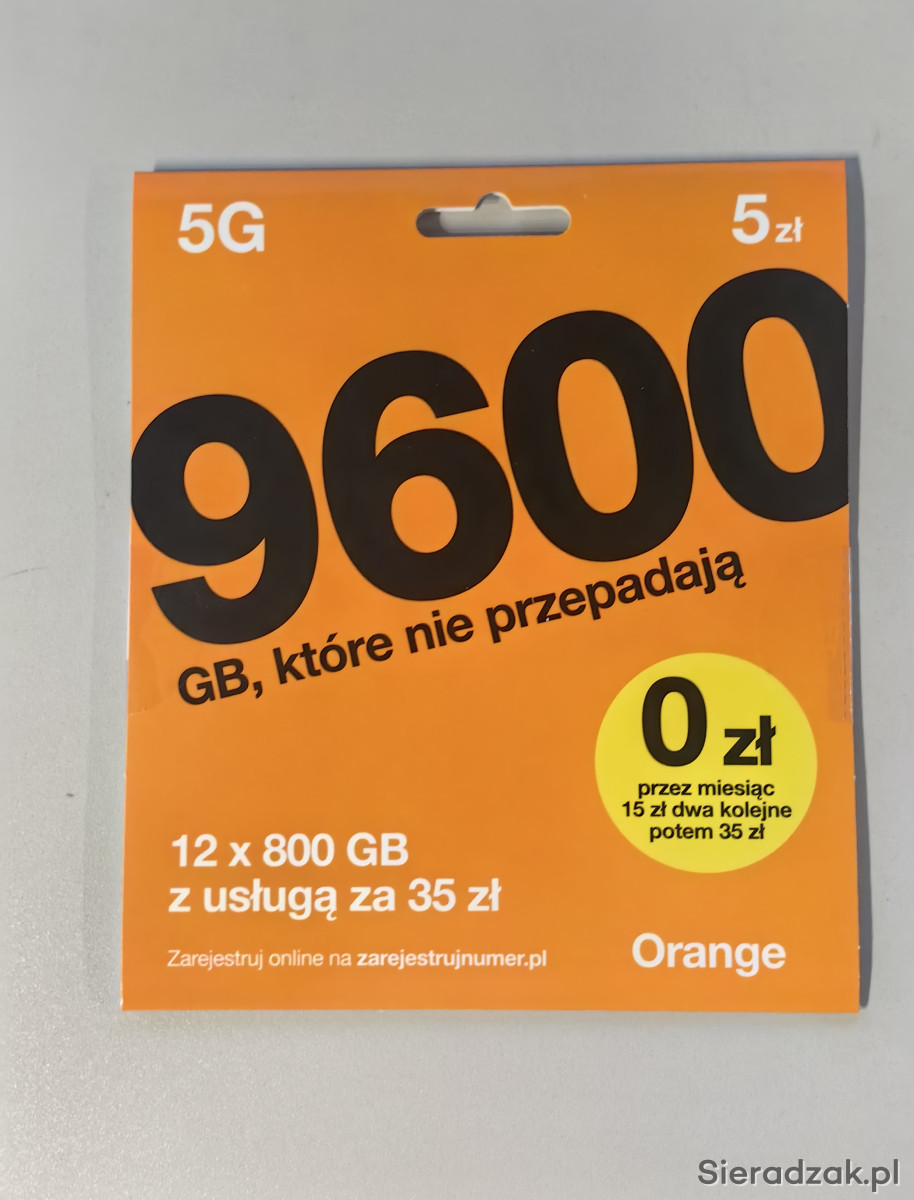 5G
5 zł
9600
GB, które nie przepadają
0 zł
przez miesiąc
15 zł dwa kolejne
potem 35 zł
12 x 800 GB
z usługą za 35 zł
Zarejestruj online na zarejestrujnumer.pl
Orange
Sieradzak.pl